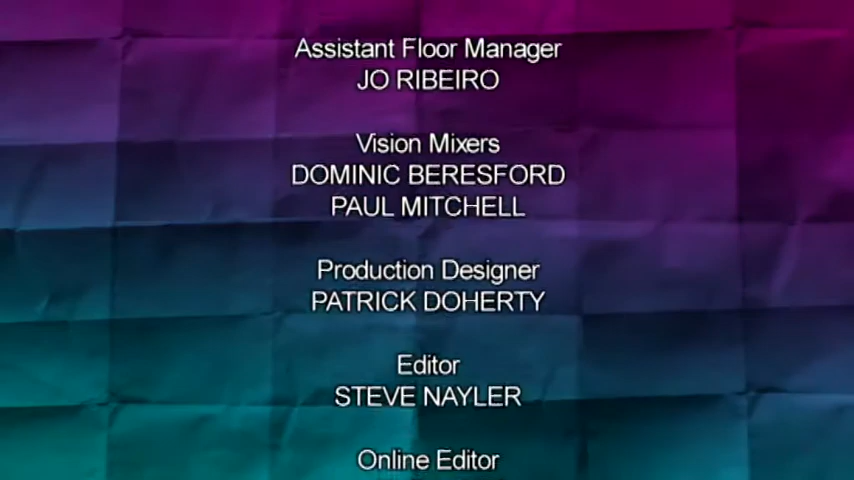 Assistant Floor Manager
JO RIBEIRO
Vision Mixers
DOMINIC BERESFORD
PAUL MITCHELL
Production Designer
PATRICK DOHERTY
Editor
STEVE NAYLER
Online Editor